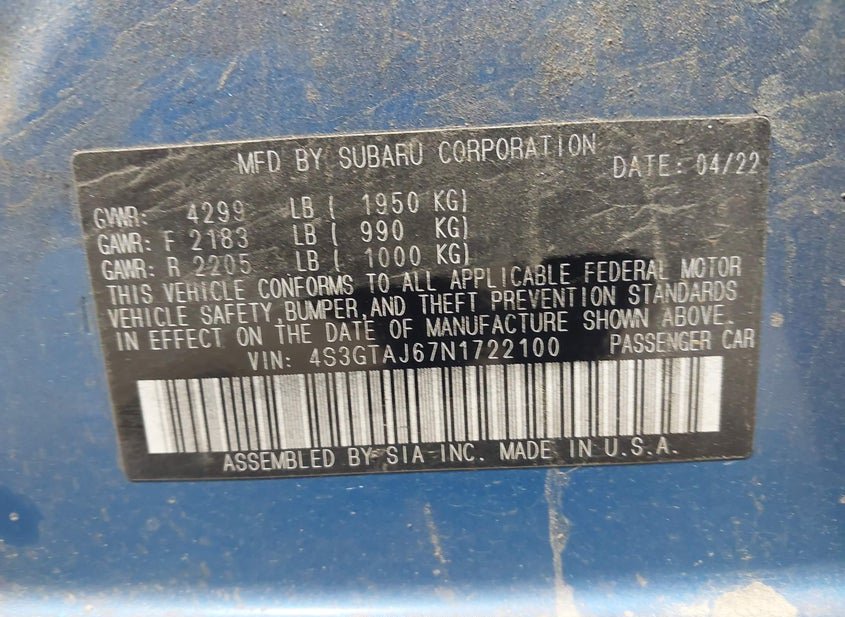 MFD BY SUBARU CORPORATION DATE: 04/22
GVWR: 4299 LB ( 1950 KG)
GAWR: F 2183 LB ( 990 KG)
GAWR: R 2205 LB ( 1000 KG)
THIS VEHICLE CONFORMS TO ALL APPLICABLE FEDERAL MOTOR
VEHICLE SAFETY, BUMPER, AND THEFT PREVENTION STANDARDS
IN EFFECT ON THE DATE OF MANUFACTURE SHOWN ABOVE.
VIN: 4S3GTAJ67N1722100 PASSENGER CAR
ASSEMBLED BY SIA INC. MADE IN U.S.A.